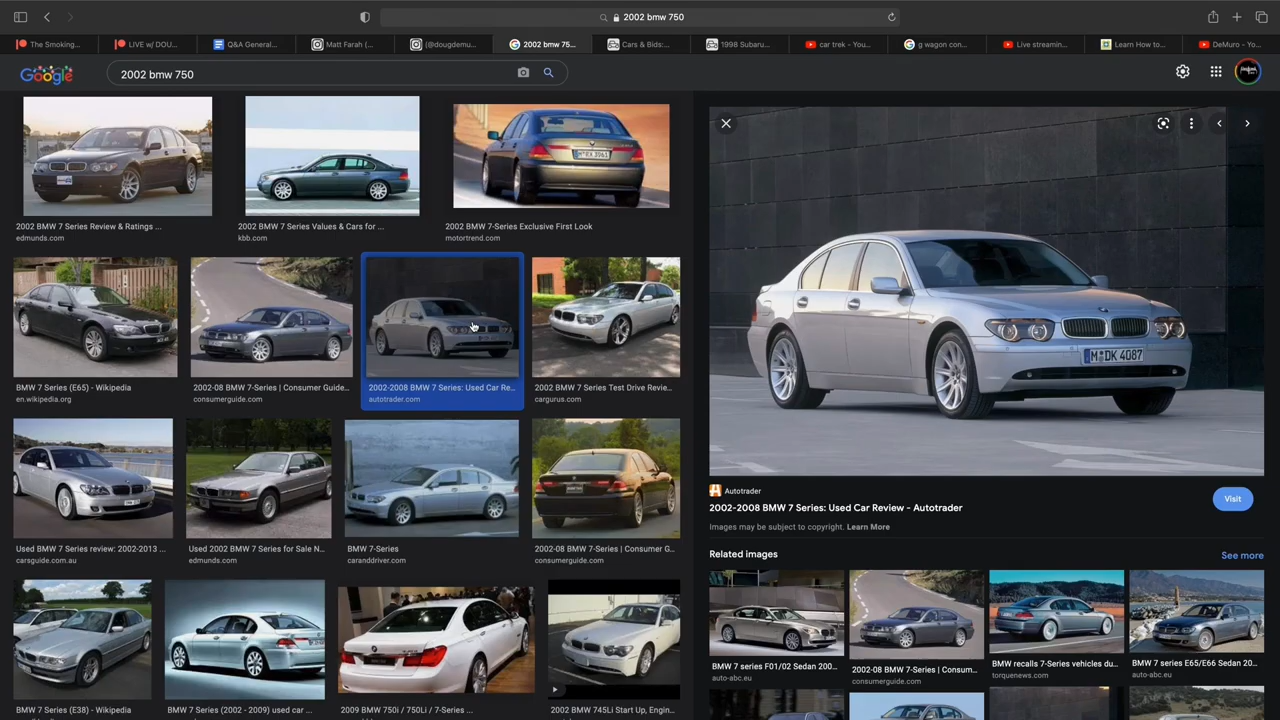 2002 bmw 750
The Smoking...
LIVE w/ DOU...
Q&A General...
Matt Farah (...
(@dougdemu...
2002 bmw 75...
Cars & Bids:...
1998 Subaru...
car trek - You...
g wagon con...
Live streamin...
Learn How to...
DeMuro - Yo...
Google
2002 bmw 750
2002 BMW 7 Series Review & Ratings ...
edmunds.com
2002 BMW 7 Series Values & Cars for ...
kbb.com
2002 BMW 7-Series Exclusive First Look
motortrend.com
BMW 7 Series (E65) - Wikipedia
en.wikipedia.org
2002-08 BMW 7-Series | Consumer Guide...
consumerguide.com
2002-2008 BMW 7 Series: Used Car Re...
autotrader.com
2002 BMW 7 Series Test Drive Revie...
cargurus.com
Used BMW 7 Series review: 2002-2013 ...
carsguide.com.au
Used 2002 BMW 7 Series for Sale N...
edmunds.com
BMW 7-Series
caranddriver.com
2002-08 BMW 7-Series | Consumer G...
consumerguide.com
BMW 7 Series (E38) - Wikipedia
BMW 7 Series (2002 - 2009) used car ...
2009 BMW 750i / 750Li / 7-Series ...
2002 BMW 745Li Start Up, Engin...
M DK 4087
Autotrader
2002-2008 BMW 7 Series: Used Car Review - Autotrader
Visit
Images may be subject to copyright. Learn More
Related images
See more
BMW 7 series F01/02 Sedan 200...
auto-abc.eu
2002-08 BMW 7-Series | Consum...
consumerguide.com
BMW recalls 7-Series vehicles du...
torquenews.com
BMW 7 series E65/E66 Sedan 20...
auto-abc.eu